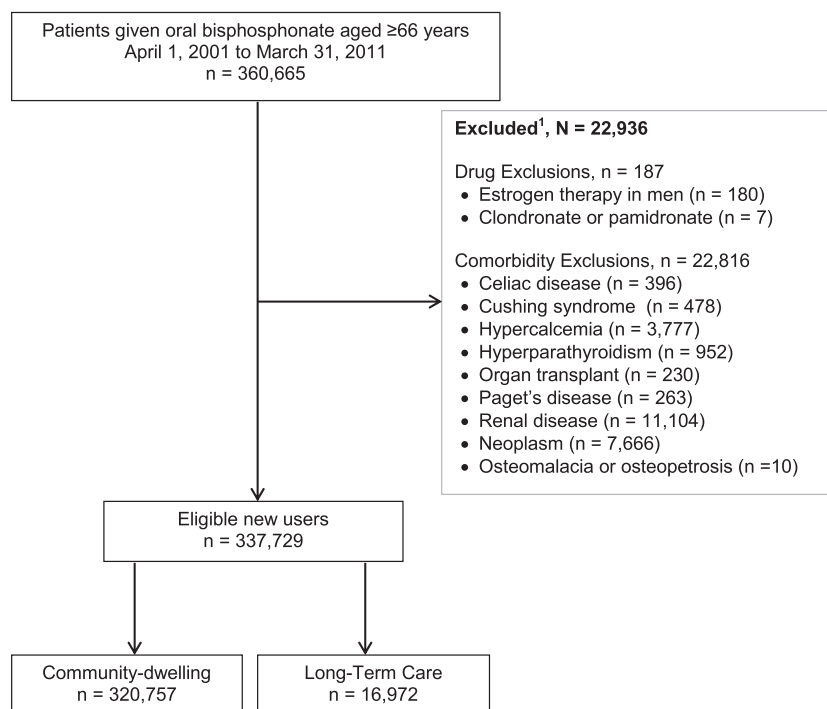 Patients given oral bisphosphonate aged ≥66 years
April 1, 2001 to March 31, 2011
n = 360,665
Excluded¹, N = 22,936
Drug Exclusions, n = 187
• Estrogen therapy in men (n = 180)
• Clondronate or pamidronate (n = 7)
Comorbidity Exclusions, n = 22,816
• Celiac disease (n = 396)
• Cushing syndrome (n = 478)
• Hypercalcemia (n = 3,777)
• Hyperparathyroidism (n = 952)
• Organ transplant (n = 230)
• Paget's disease (n = 263)
• Renal disease (n = 11,104)
• Neoplasm (n = 7,666)
• Osteomalacia or osteopetrosis (n =10)
Eligible new users
n = 337,729
Community-dwelling
n = 320,757
Long-Term Care
n = 16,972